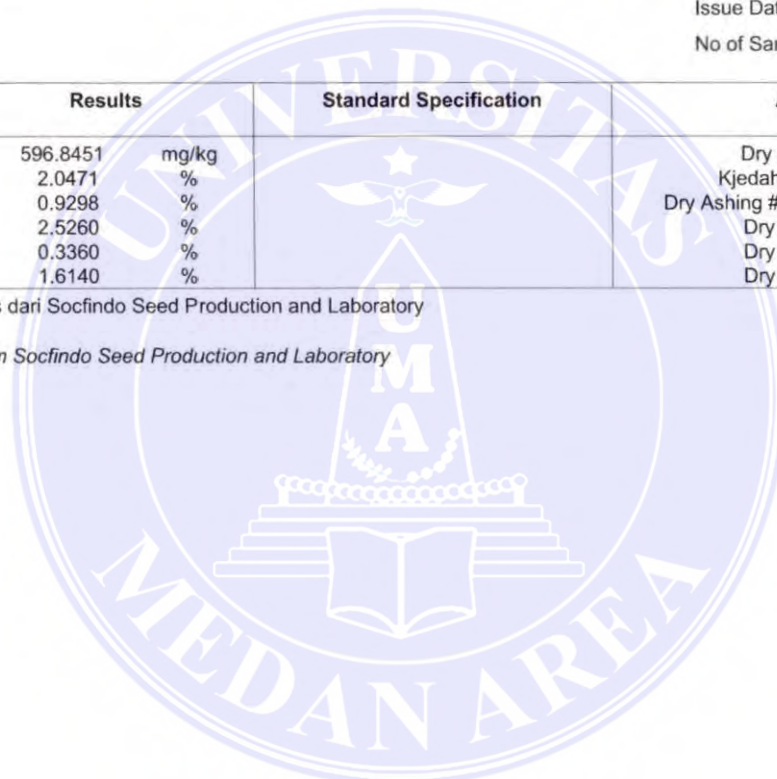 Issue Dat
No of Sar
Results Standard Specification
596.8451 mg/kg Dry
2.0471 % Kjedah
0.9298 % Dry Ashing #
2.5260 % Dry
0.3360 % Dry
1.6140 % Dry
s dari Socfindo Seed Production and Laboratory
n Socfindo Seed Production and Laboratory
UNIVERSITAS
UMA
MEDAN AREA